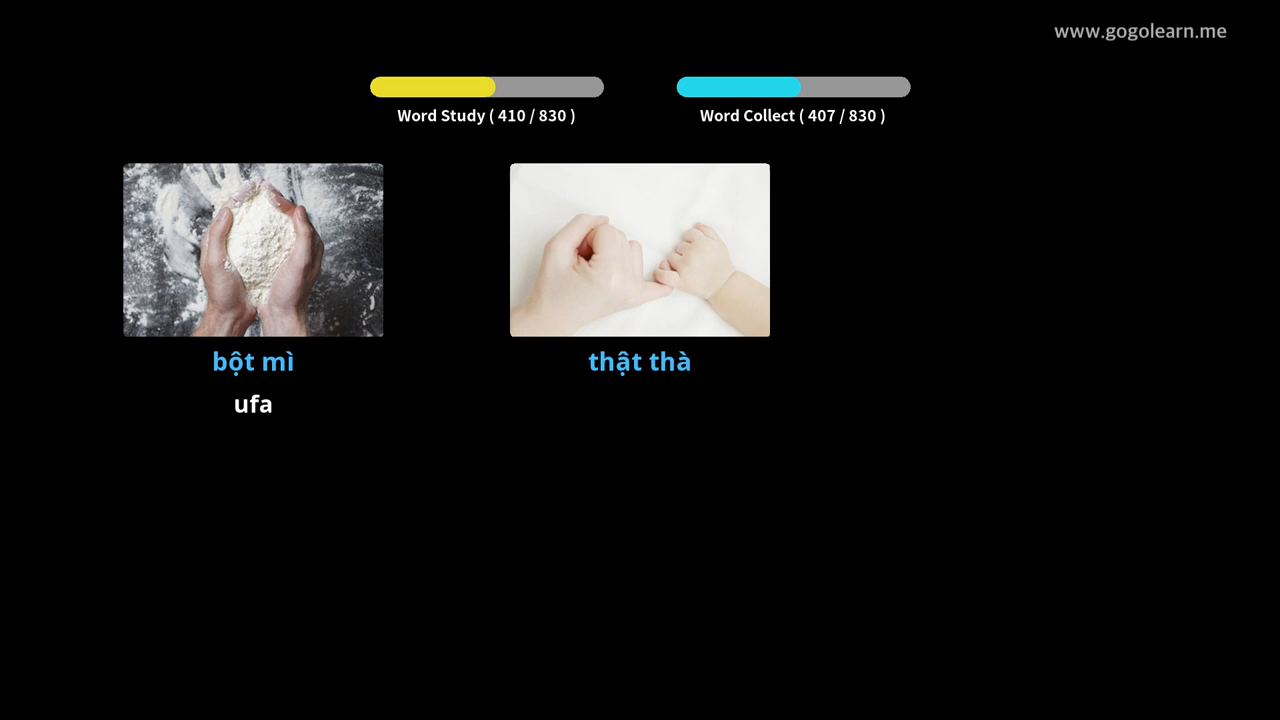 www.gogolearn.me
Word Study ( 410 / 830 )
Word Collect ( 407 / 830 )
bột mì
thật thà
ufa